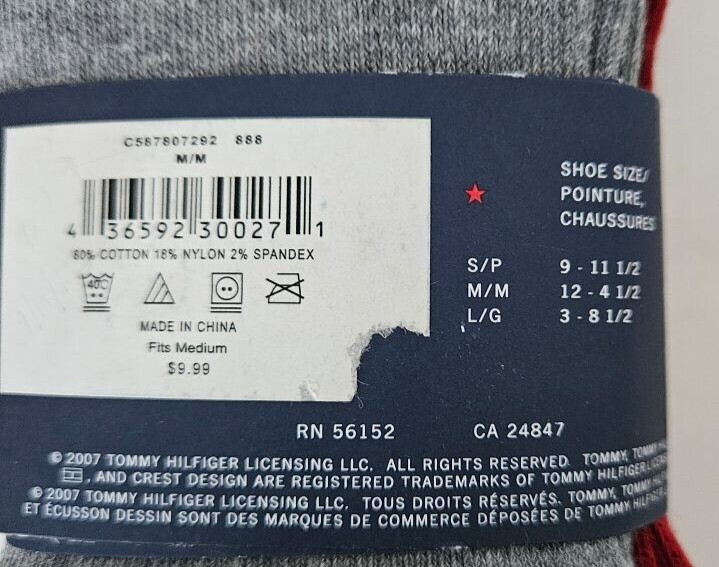 C587807292 888
M/M
4 36592 30027 1
80% COTTON 18% NYLON 2% SPANDEX
40C
MADE IN CHINA
Fits Medium
$9.99
SHOE SIZE/
POINTURE,
CHAUSSURES
S/P 9 - 11 1/2
M/M 12 - 4 1/2
L/G 3 - 8 1/2
RN 56152 CA 24847
© 2007 TOMMY HILFIGER LICENSING LLC. ALL RIGHTS RESERVED. TOMMY, TOMMY
, AND CREST DESIGN ARE REGISTERED TRADEMARKS OF TOMMY HILFIGER
© 2007 TOMMY HILFIGER LICENSING LLC. TOUS DROITS RÉSERVÉS. TOMMY, TOMMY
ET ÉCUSSON DESSIN SONT DES MARQUES DE COMMERCE DÉPOSÉES DE TOMMY